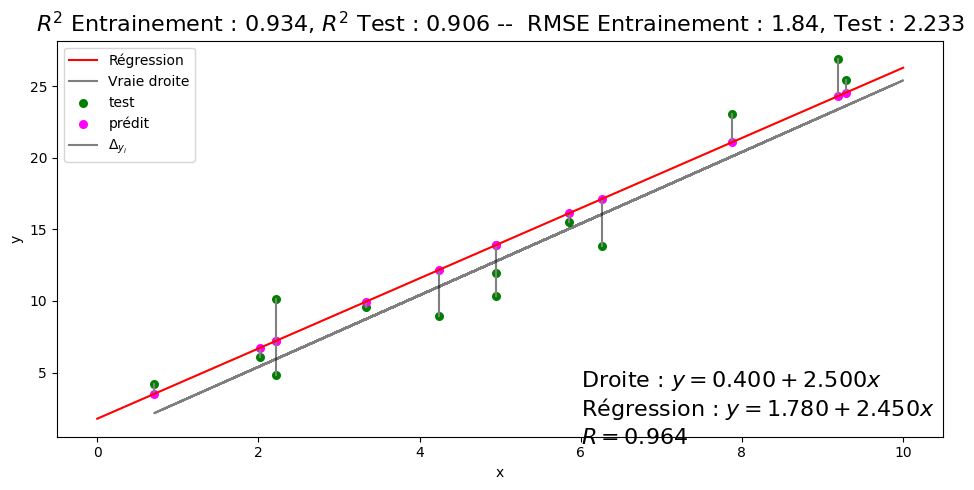 R² Entrainement : 0.934, R² Test : 0.906 -- RMSE Entrainement : 1.84, Test : 2.233
Régression
Vraie droite
test
prédit
Δyᵢ
25
20
15
10
5
y
Droite : y = 0.400 + 2.500x
Régression : y = 1.780 + 2.450x
R = 0.964
0 2 4 6 8 10
x